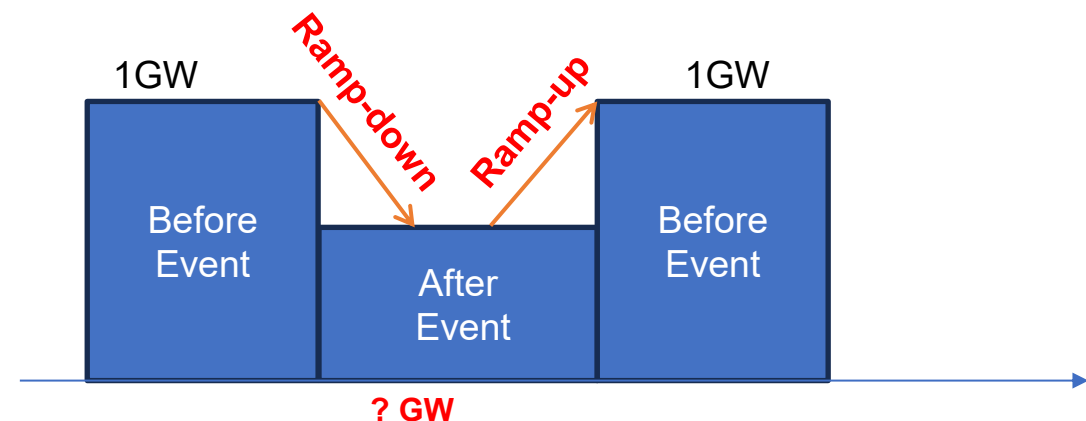 1GW
Ramp-down
Ramp-up
1GW
Before
Event
After
Event
Before
Event
? GW